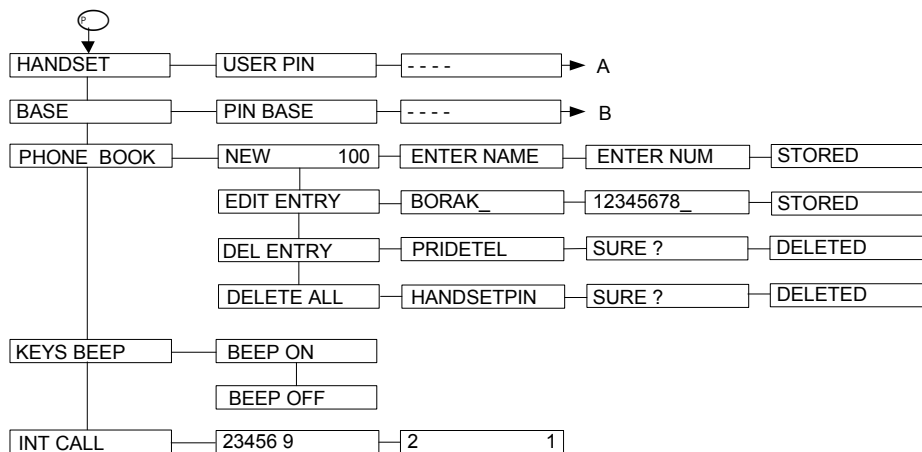 P
HANDSET USER PIN - - - - A
BASE PIN BASE - - - - B
PHONE BOOK NEW 100 ENTER NAME ENTER NUM STORED
EDIT ENTRY BORAK_ 12345678_ STORED
DEL ENTRY PRIDETEL SURE ? DELETED
DELETE ALL HANDSETPIN SURE ? DELETED
KEYS BEEP BEEP ON
BEEP OFF
INT CALL 23456 9 2 1